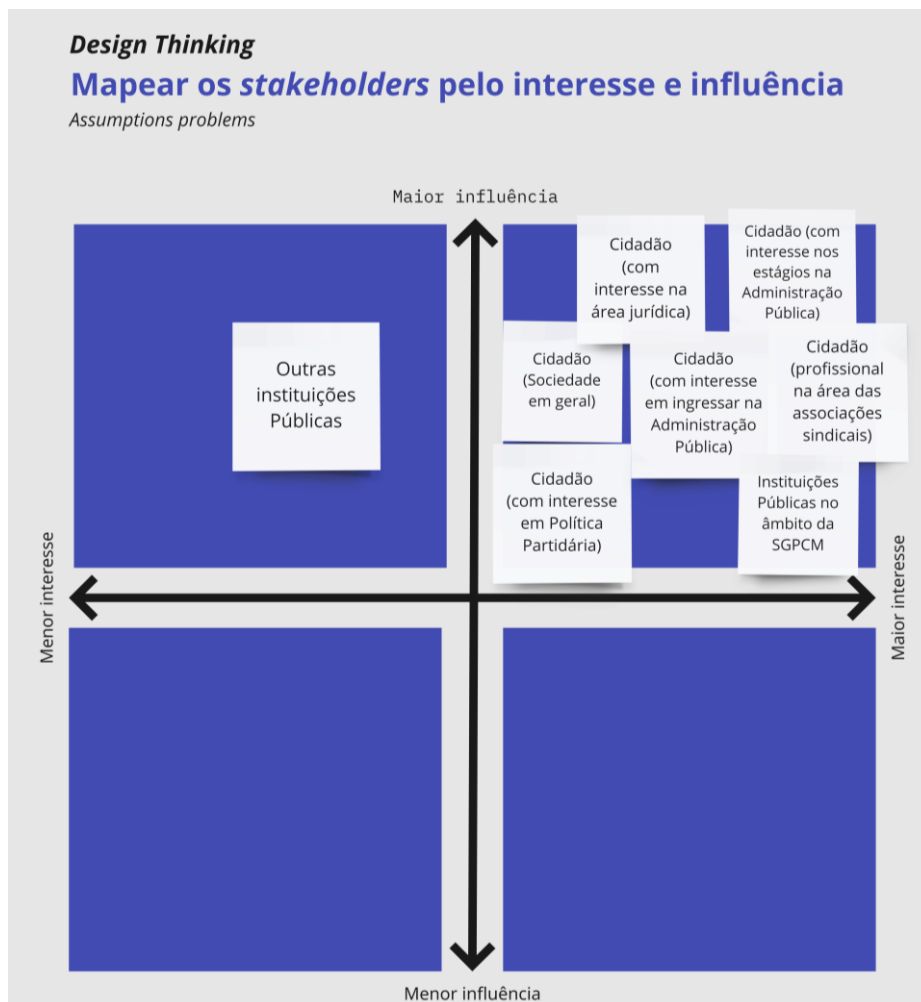 Design Thinking
Mapear os stakeholders pelo interesse e influência
Assumptions problems
Maior influência
Outras
instituições
Públicas
Cidadão
(com
interesse na
área jurídica)
Cidadão (com
interesse nos
estágios na
Administração
Pública)
Cidadão
(Sociedade
em geral)
Cidadão
(com interesse
em ingressar na
Administração
Pública)
Cidadão
(profissional
na área das
associações
sindicais)
Cidadão
(com interesse
em Política
Partidária)
Instituições
Públicas no
âmbito da
SGPCM
Menor interesse
Maior interesse
Menor influência